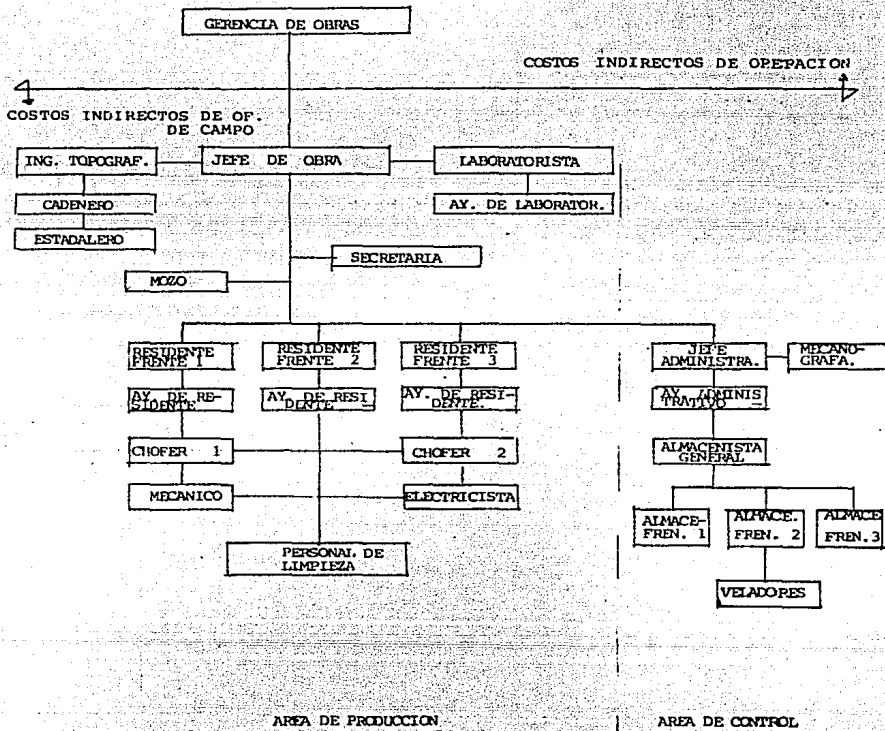 GERENCIA DE OBRAS
COSTOS INDIRECTOS DE OPERACION
COSTOS INDIRECTOS DE OF.
DE CAMPO
ING. TOPOGRAF.
JEFE DE OBRA
LABORATORISTA
CADENERO
AY. DE LABORATOR.
ESTADALERO
SECRETARIA
MOZO
RESIDENTE
FRENTE 1
RESIDENTE
FRENTE 2
RESIDENTE
FRENTE 3
JEFE
ADMINISTRA.
MECANO-
GRAFA.
AY. DE RE-
SIDENTE
AY. DE RESI
DENTE
AY. DE RESI-
DENTE.
AY. ADMINIS
TRATIVO
CHOFER 1
CHOFER 2
ALMACENISTA
GENERAL
MECANICO
ELECTRICISTA
ALMACE-
FREN. 1
ALMACE.
FREN. 2
ALMACE
FREN.3
PERSONAL DE
LIMPIEZA
VELADORES
AREA DE PRODUCCION
AREA DE CONTROL